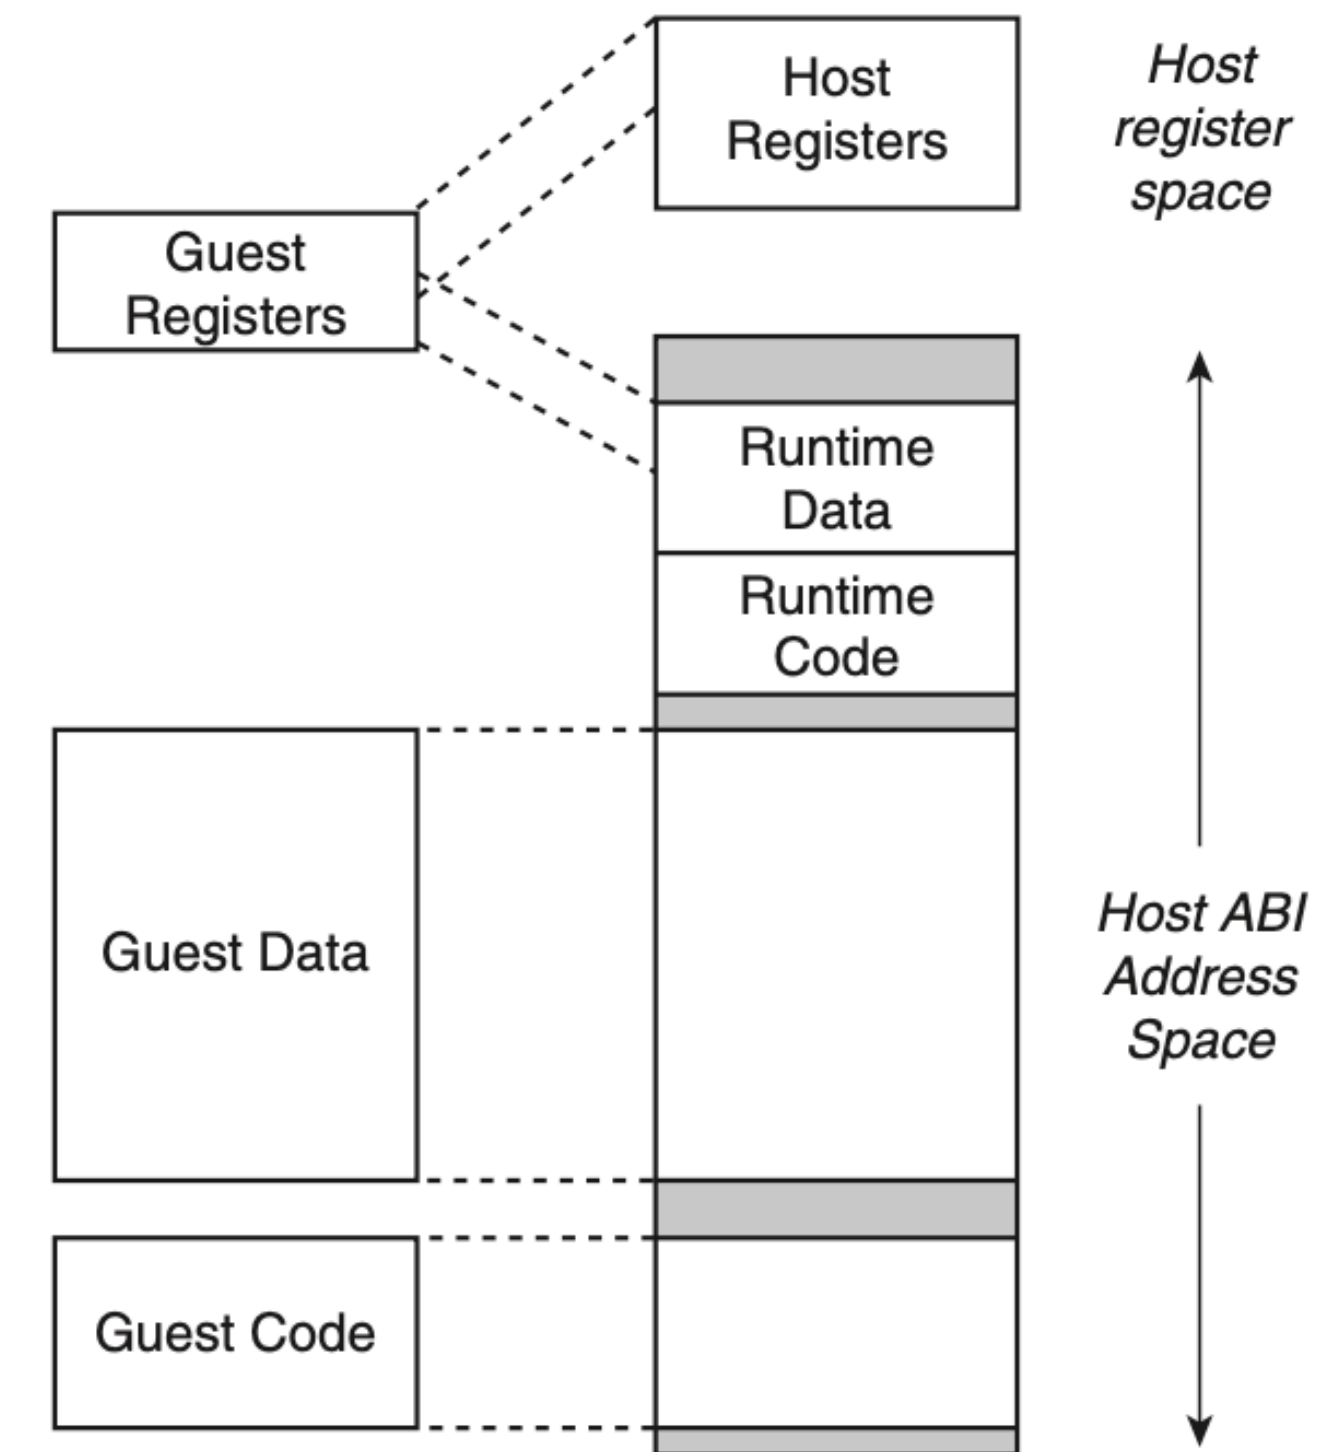 Host
Registers
Host
register
space
Guest
Registers
Runtime
Data
Runtime
Code
Guest Data
Host ABI
Address
Space
Guest Code